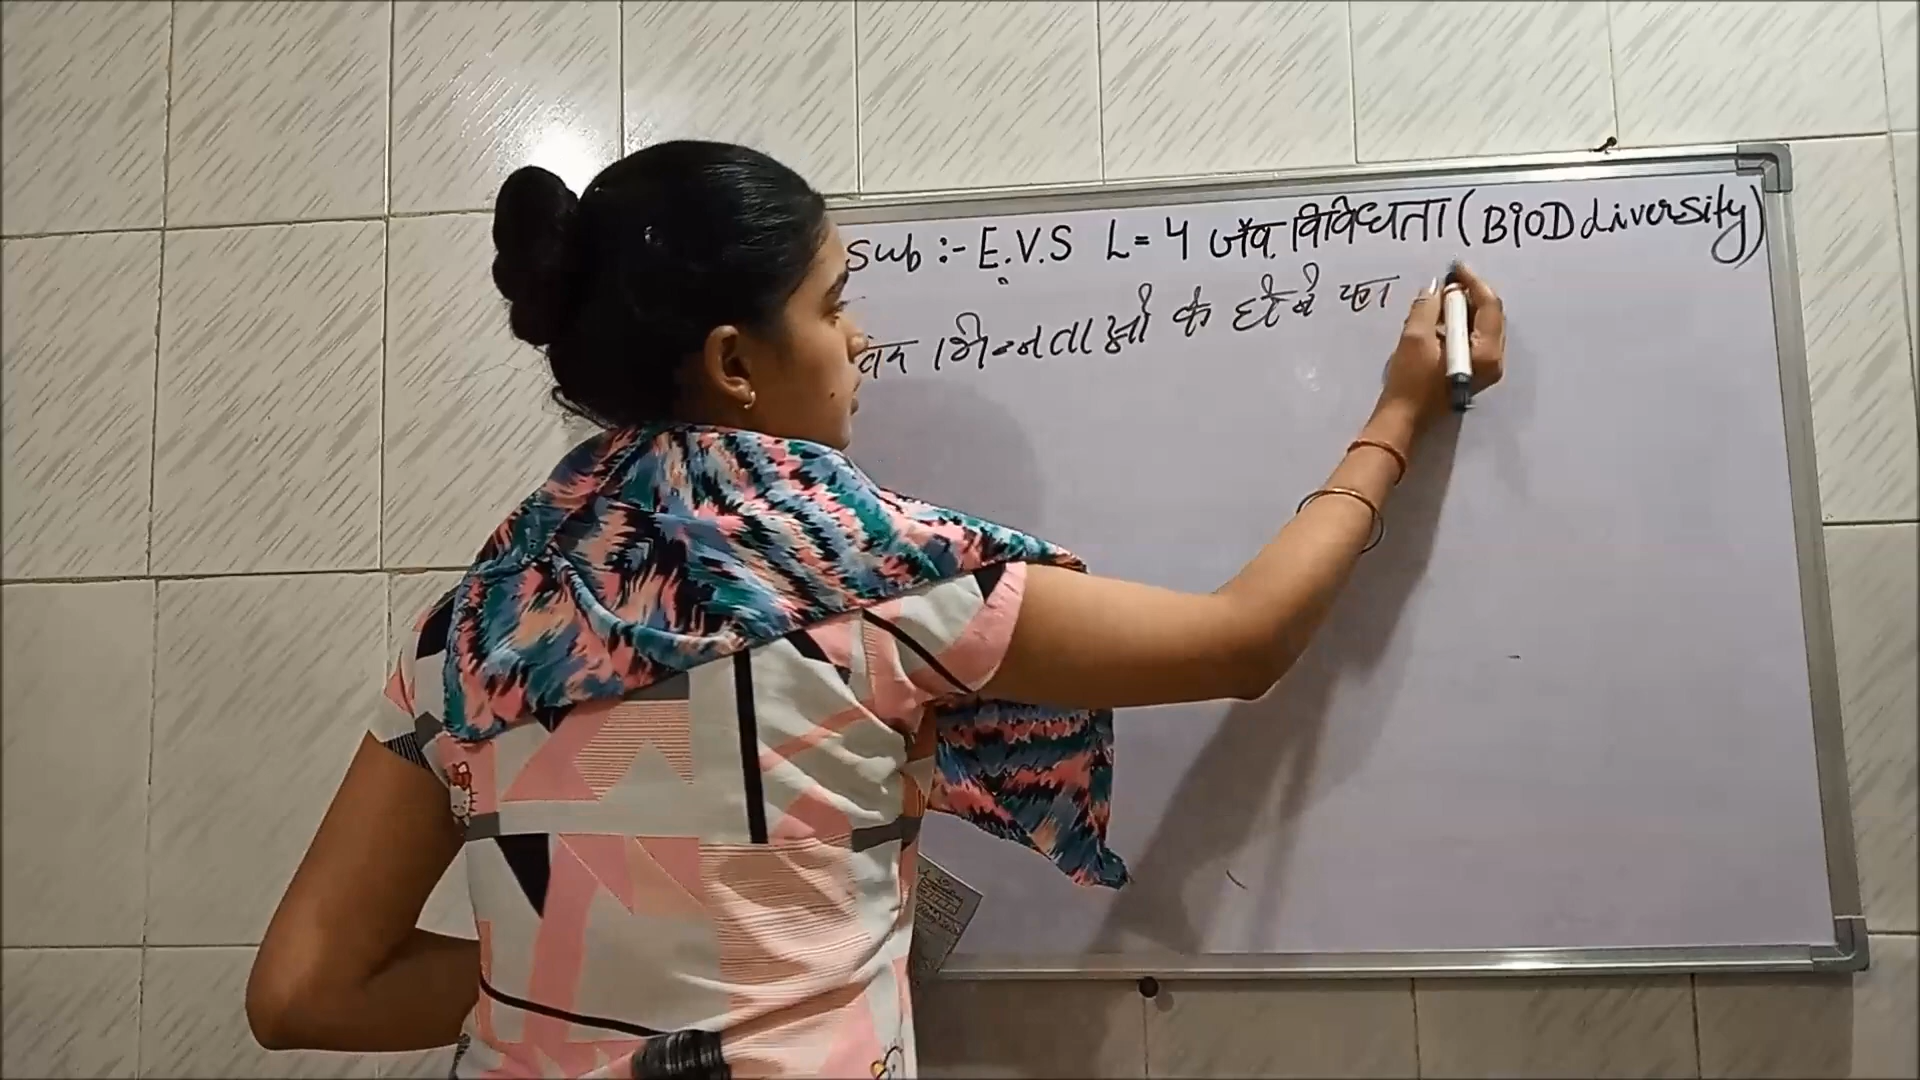 Sub :- E.V.S L= 4 जैव विविधता (BiODdiversity)
भिन्नताओं के होने का